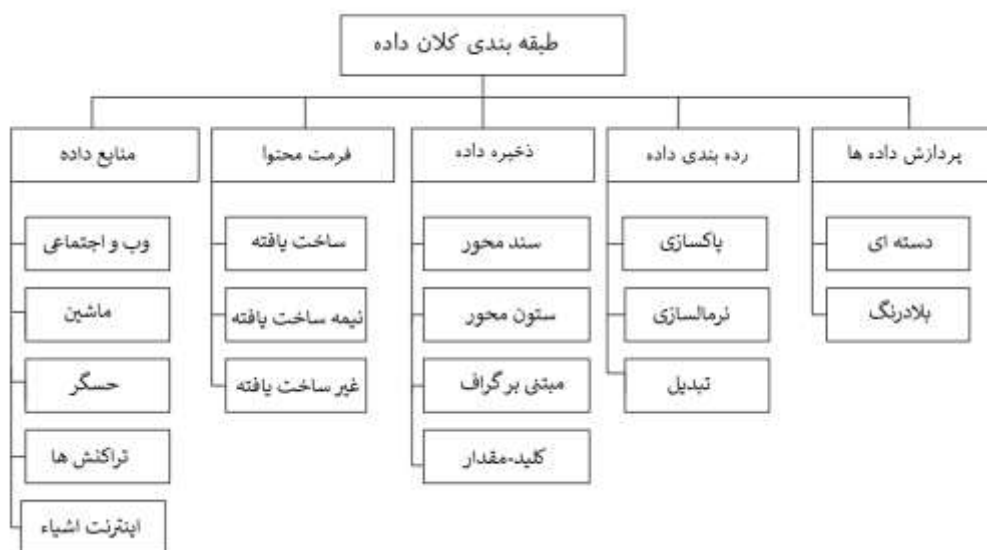 طبقه بندی کلان داده
پردازش داده ها
دسته ای
بلادرنگ
رده بندی داده
پاکسازی
نرمالسازی
تبدیل
ذخیره داده
سند محور
ستون محور
مبتنی بر گراف
کلید-مقدار
فرمت محتوا
ساخت یافته
نیمه ساخت یافته
غیر ساخت یافته
منابع داده
وب و اجتماعی
ماشین
حسگر
تراکنش ها
اینترنت اشیاء